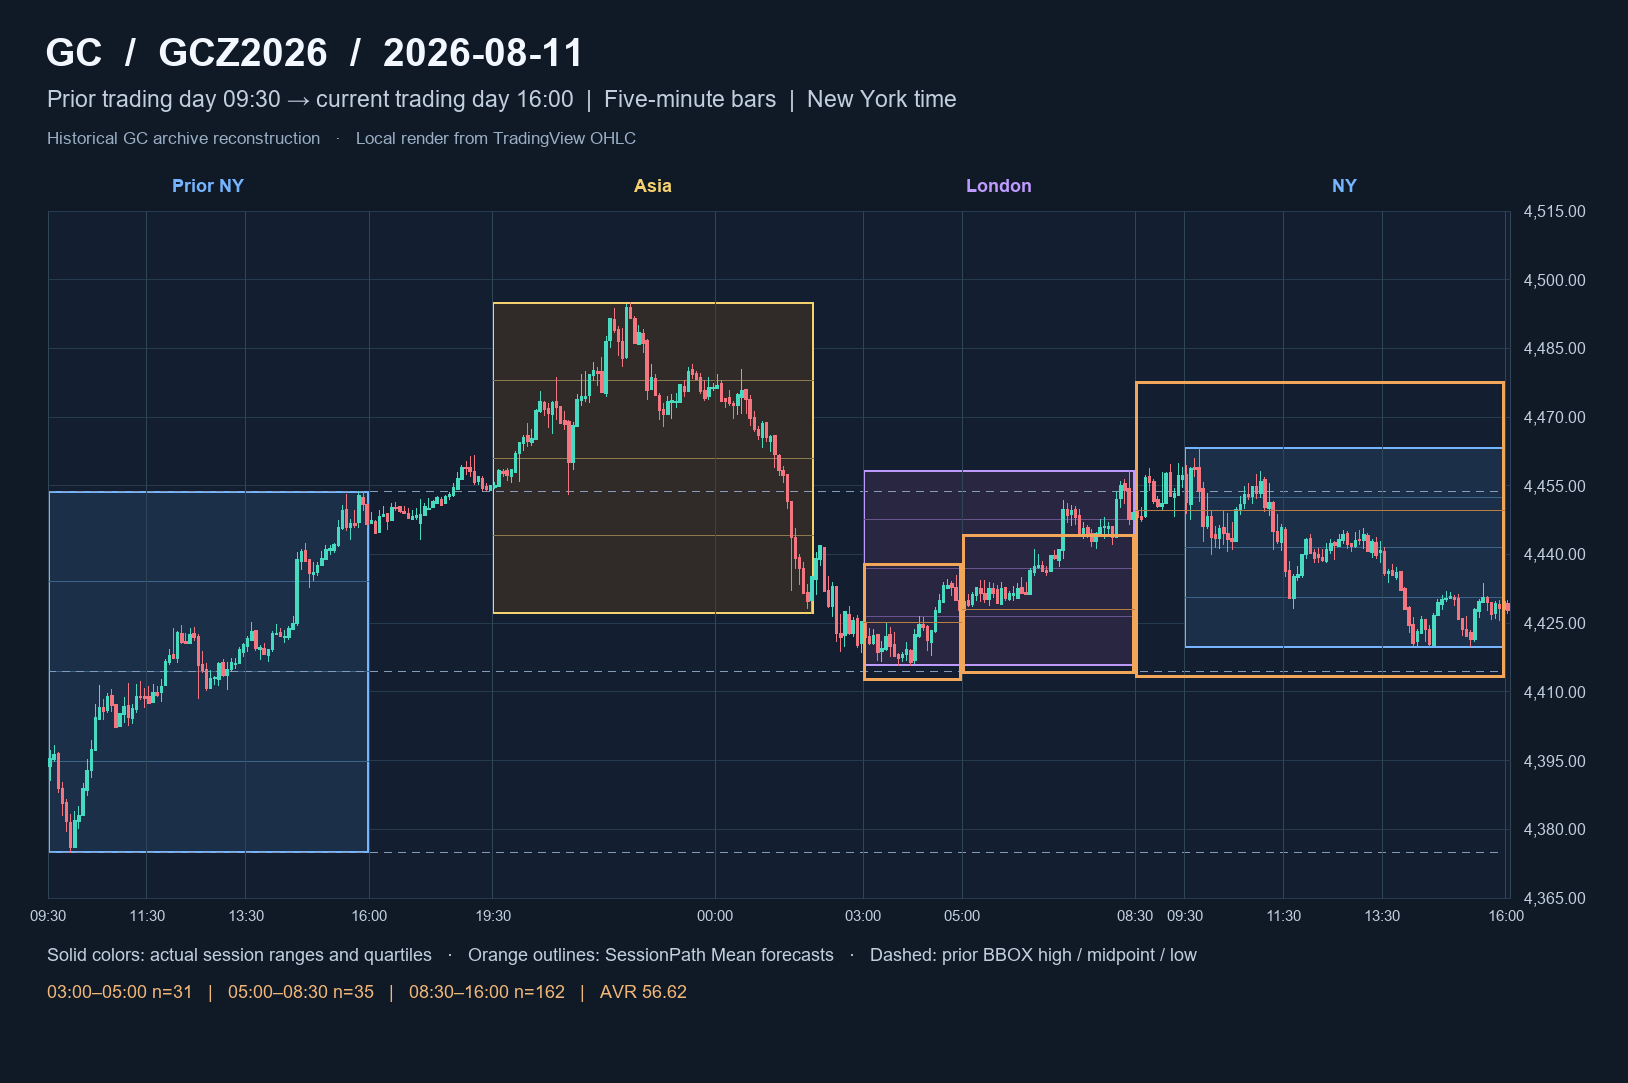 GC / GCZ2026 / 2026-08-11
Prior trading day 09:30 → current trading day 16:00 | Five-minute bars | New York time
Historical GC archive reconstruction · Local render from TradingView OHLC
Prior NY Asia London NY
4,515.00
4,500.00
4,485.00
4,470.00
4,455.00
4,440.00
4,425.00
4,410.00
4,395.00
4,380.00
4,365.00
09:30 11:30 13:30 16:00 19:30 00:00 03:00 05:00 08:30 09:30 11:30 13:30 16:00
Solid colors: actual session ranges and quartiles · Orange outlines: SessionPath Mean forecasts · Dashed: prior BBOX high / midpoint / low
03:00–05:00 n=31 | 05:00–08:30 n=35 | 08:30–16:00 n=162 | AVR 56.62